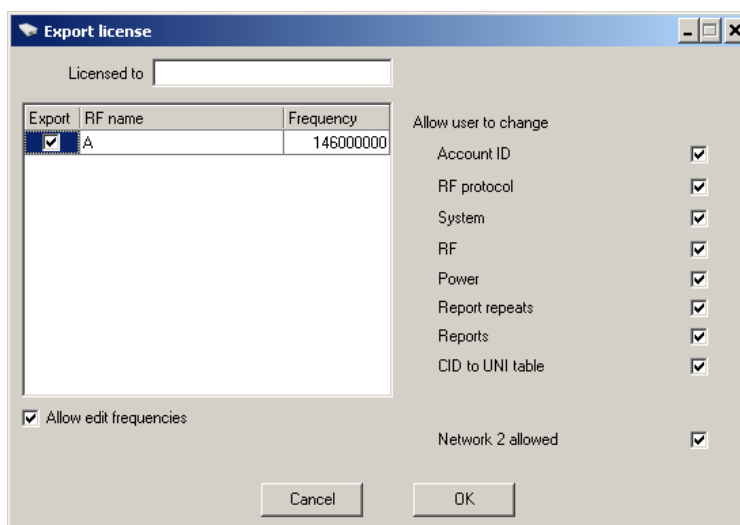 Export license
Licensed to
Export RF name Frequency
A 146000000
Allow edit frequencies
Allow user to change
Account ID
RF protocol
System
RF
Power
Report repeats
Reports
CID to UNI table
Network 2 allowed
Cancel OK